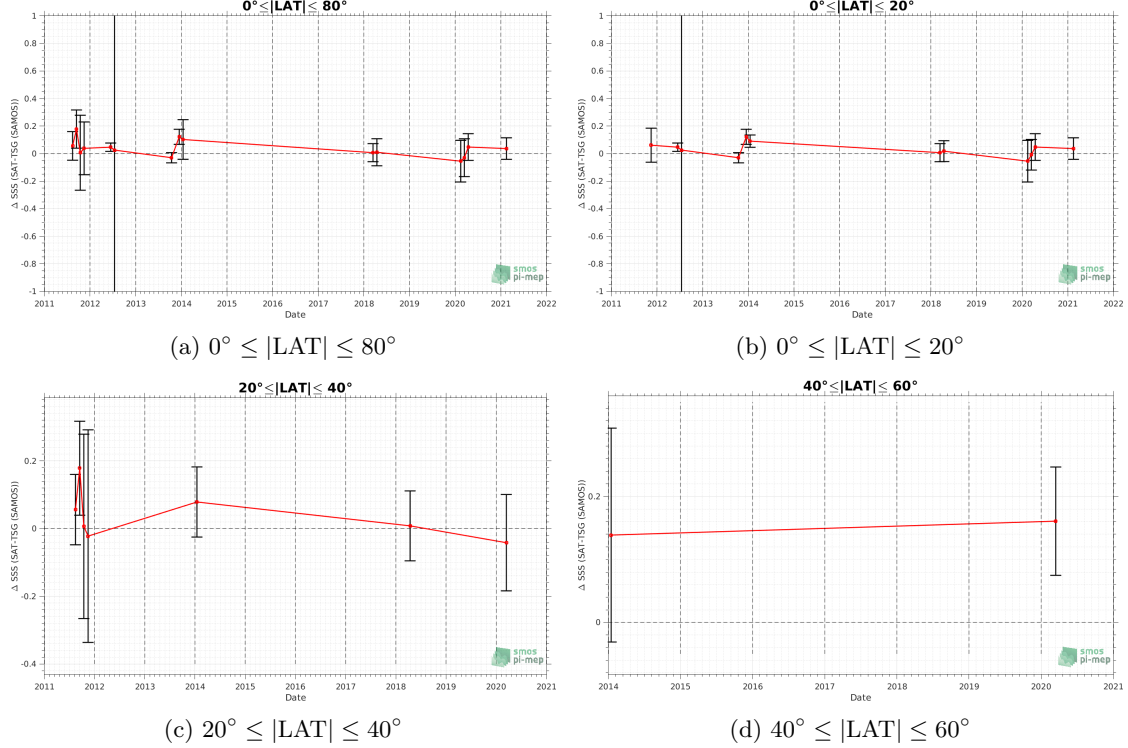 0°≤|LAT|≤ 80°
1
0.8
0.6
0.4
0.2
0
-0.2
-0.4
-0.6
-0.8
-1
Δ SSS (SAT-TSG (SAMOS))
2011 2012 2013 2014 2015 2016 2017 2018 2019 2020 2021 2022
Date
smos
pi-mep
(a) 0° ≤ |LAT| ≤ 80°
0°≤|LAT|≤ 20°
1
0.8
0.6
0.4
0.2
0
-0.2
-0.4
-0.6
-0.8
-1
Δ SSS (SAT-TSG (SAMOS))
2011 2012 2013 2014 2015 2016 2017 2018 2019 2020 2021 2022
Date
smos
pi-mep
(b) 0° ≤ |LAT| ≤ 20°
20°≤|LAT|≤ 40°
0.2
0
-0.2
-0.4
Δ SSS (SAT-TSG (SAMOS))
2011 2012 2013 2014 2015 2016 2017 2018 2019 2020 2021
Date
smos
pi-mep
(c) 20° ≤ |LAT| ≤ 40°
40°≤|LAT|≤ 60°
0.2
0
Δ SSS (SAT-TSG (SAMOS))
2014 2015 2016 2017 2018 2019 2020 2021
Date
smos
pi-mep
(d) 40° ≤ |LAT| ≤ 60°